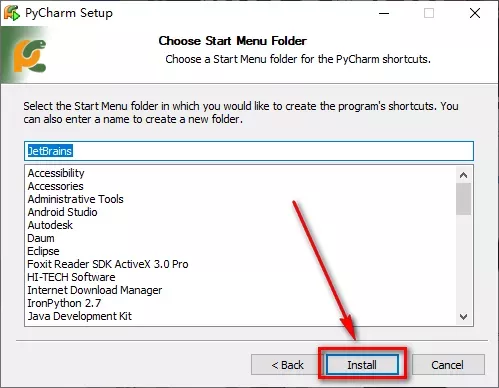 PyCharm Setup
Choose Start Menu Folder
Choose a Start Menu folder for the PyCharm shortcuts.
Select the Start Menu folder in which you would like to create the program's shortcuts. You
can also enter a name to create a new folder.
JetBrains
Accessibility
Accessories
Administrative Tools
Android Studio
Autodesk
Daum
Eclipse
Foxit Reader SDK ActiveX 3.0 Pro
HI-TECH Software
Internet Download Manager
IronPython 2.7
Java Development Kit
< Back
Install
Cancel